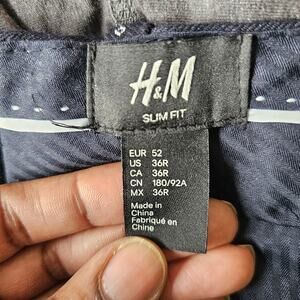 H&M
SLIM FIT
EUR 52
US 36R
CA 36R
CN 180/92A
MX 36R
Made in
China
Fabriqué en
Chine